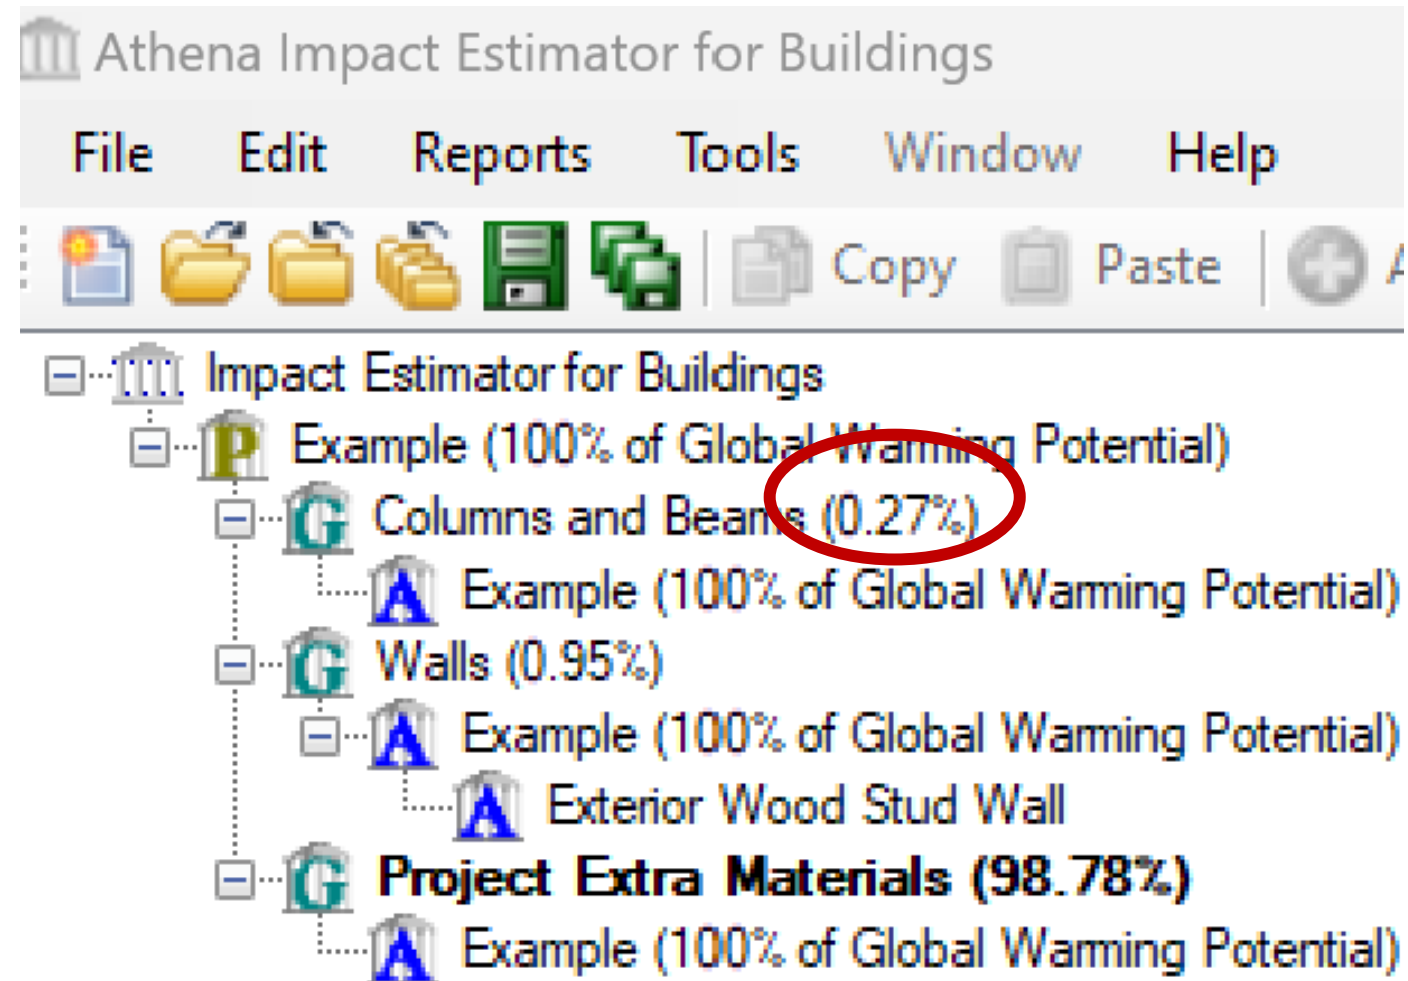 Athena Impact Estimator for Buildings
File Edit Reports Tools Window Help
Copy Paste A
Impact Estimator for Buildings
P Example (100% of Global Warming Potential)
G Columns and Beams (0.27%)
A Example (100% of Global Warming Potential)
G Walls (0.95%)
A Example (100% of Global Warming Potential)
A Exterior Wood Stud Wall
G Project Extra Materials (98.78%)
A Example (100% of Global Warming Potential)